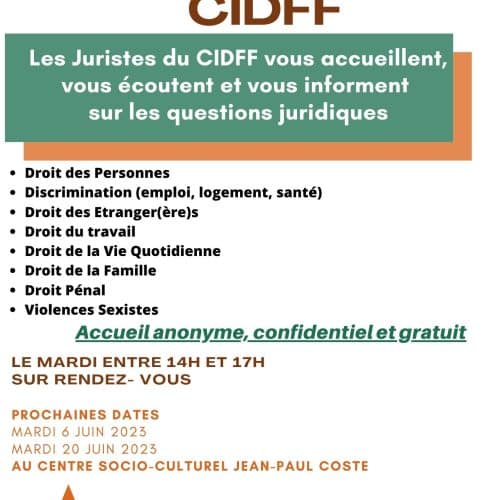 CIDFF
Les Juristes du CIDFF vous accueillent,
vous écoutent et vous informent
sur les questions juridiques
• Droit des Personnes
• Discrimination (emploi, logement, santé)
• Droit des Etranger(ère)s
• Droit du travail
• Droit de la Vie Quotidienne
• Droit de la Famille
• Droit Pénal
• Violences Sexistes
Accueil anonyme, confidentiel et gratuit
LE MARDI ENTRE 14H ET 17H
SUR RENDEZ- VOUS
PROCHAINES DATES
MARDI 6 JUIN 2023
MARDI 20 JUIN 2023
AU CENTRE SOCIO-CULTUREL JEAN-PAUL COSTE